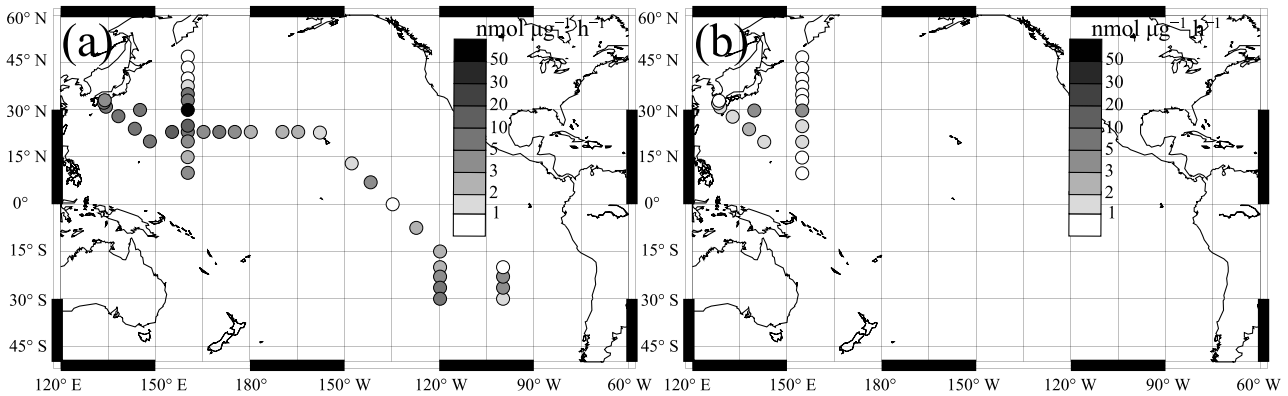 (a)
60° N
45° N
30° N
15° N
0°
15° S
30° S
45° S
120° E
150° E
180°
150° W
120° W
90° W
60° W
nmol μg⁻¹ h⁻¹
50
30
20
10
5
3
2
1
(b)
60° N
45° N
30° N
15° N
0°
15° S
30° S
45° S
120° E
150° E
180°
150° W
120° W
90° W
60° W
nmol μg⁻¹ h⁻¹
50
30
20
10
5
3
2
1